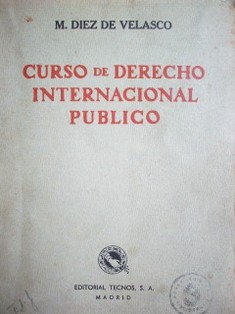 M. DIEZ DE VELASCO
CURSO DE DERECHO
INTERNACIONAL
PUBLICO
EDITORIAL TECNOS, S. A.
MADRID